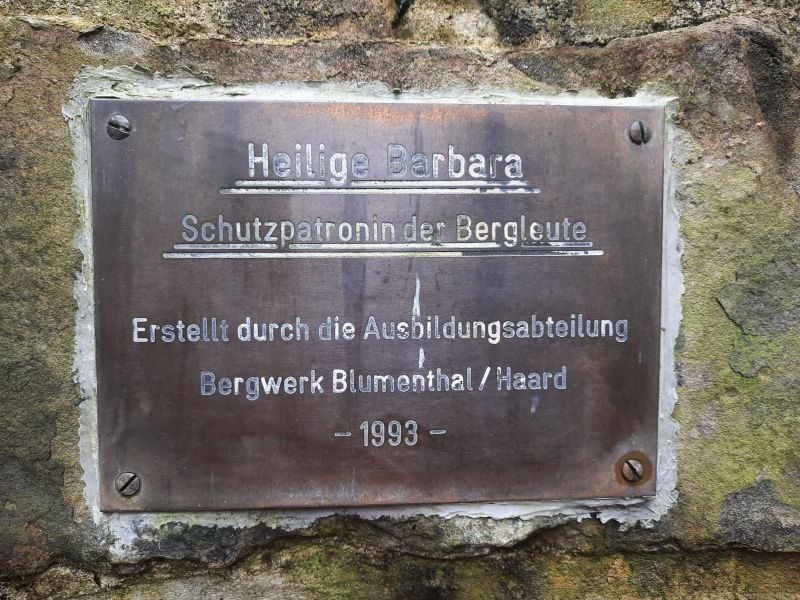 Heilige Barbara
Schutzpatronin der Bergleute
Erstellt durch die Ausbildungsabteilung
Bergwerk Blumenthal / Haard
- 1993 -